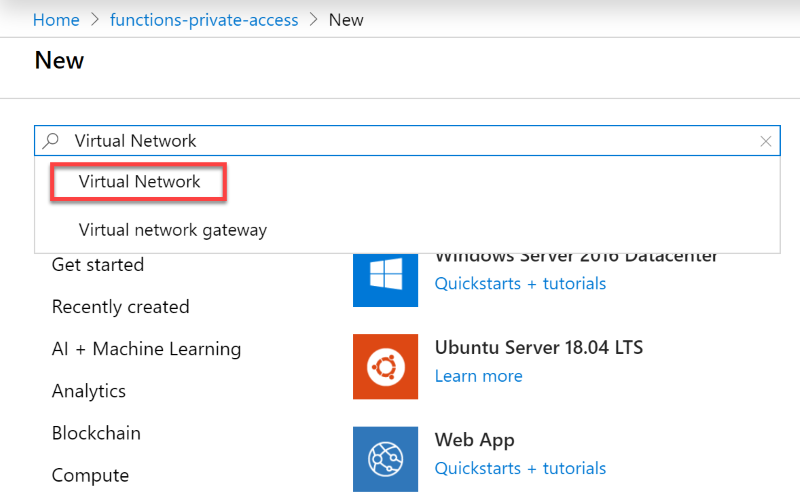 Home > functions-private-access > New
New
Virtual Network
Virtual Network
Virtual network gateway
Get started
Recently created
AI + Machine Learning
Analytics
Blockchain
Compute
Windows Server 2016 Datacenter
Quickstarts + tutorials
Ubuntu Server 18.04 LTS
Learn more
Web App
Quickstarts + tutorials